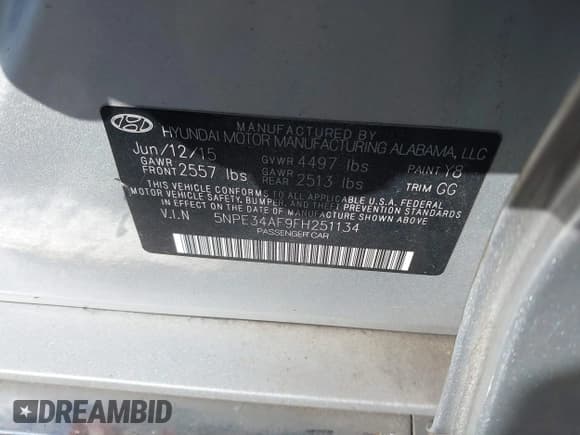 MANUFACTURED BY
HYUNDAI MOTOR MANUFACTURING ALABAMA, LLC
Jun/12/15 GVWR 4497 lbs PAINT Y8
GAWR FRONT 2557 lbs GAWR REAR 2513 lbs TRIM GG
THIS VEHICLE CONFORMS TO ALL APPLICABLE U.S.A. FEDERAL
MOTOR VEHICLE SAFETY, BUMPER, AND THEFT PREVENTION STANDARDS
IN EFFECT ON THE DATE OF MANUFACTURE SHOWN ABOVE
V.I.N 5NPE34AF9FH251134
PASSENGER CAR
DREAMBID